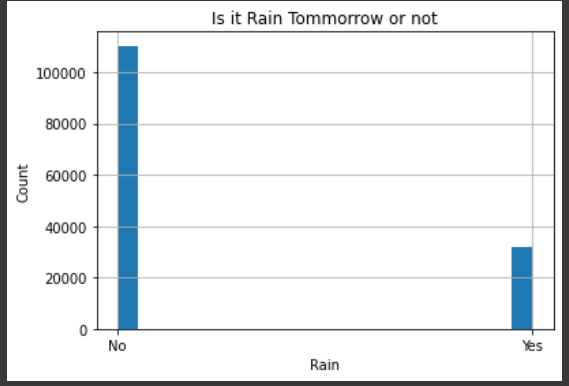 Is it Rain Tommorrow or not
100000
80000
60000
40000
20000
0
Count
No
Yes
Rain